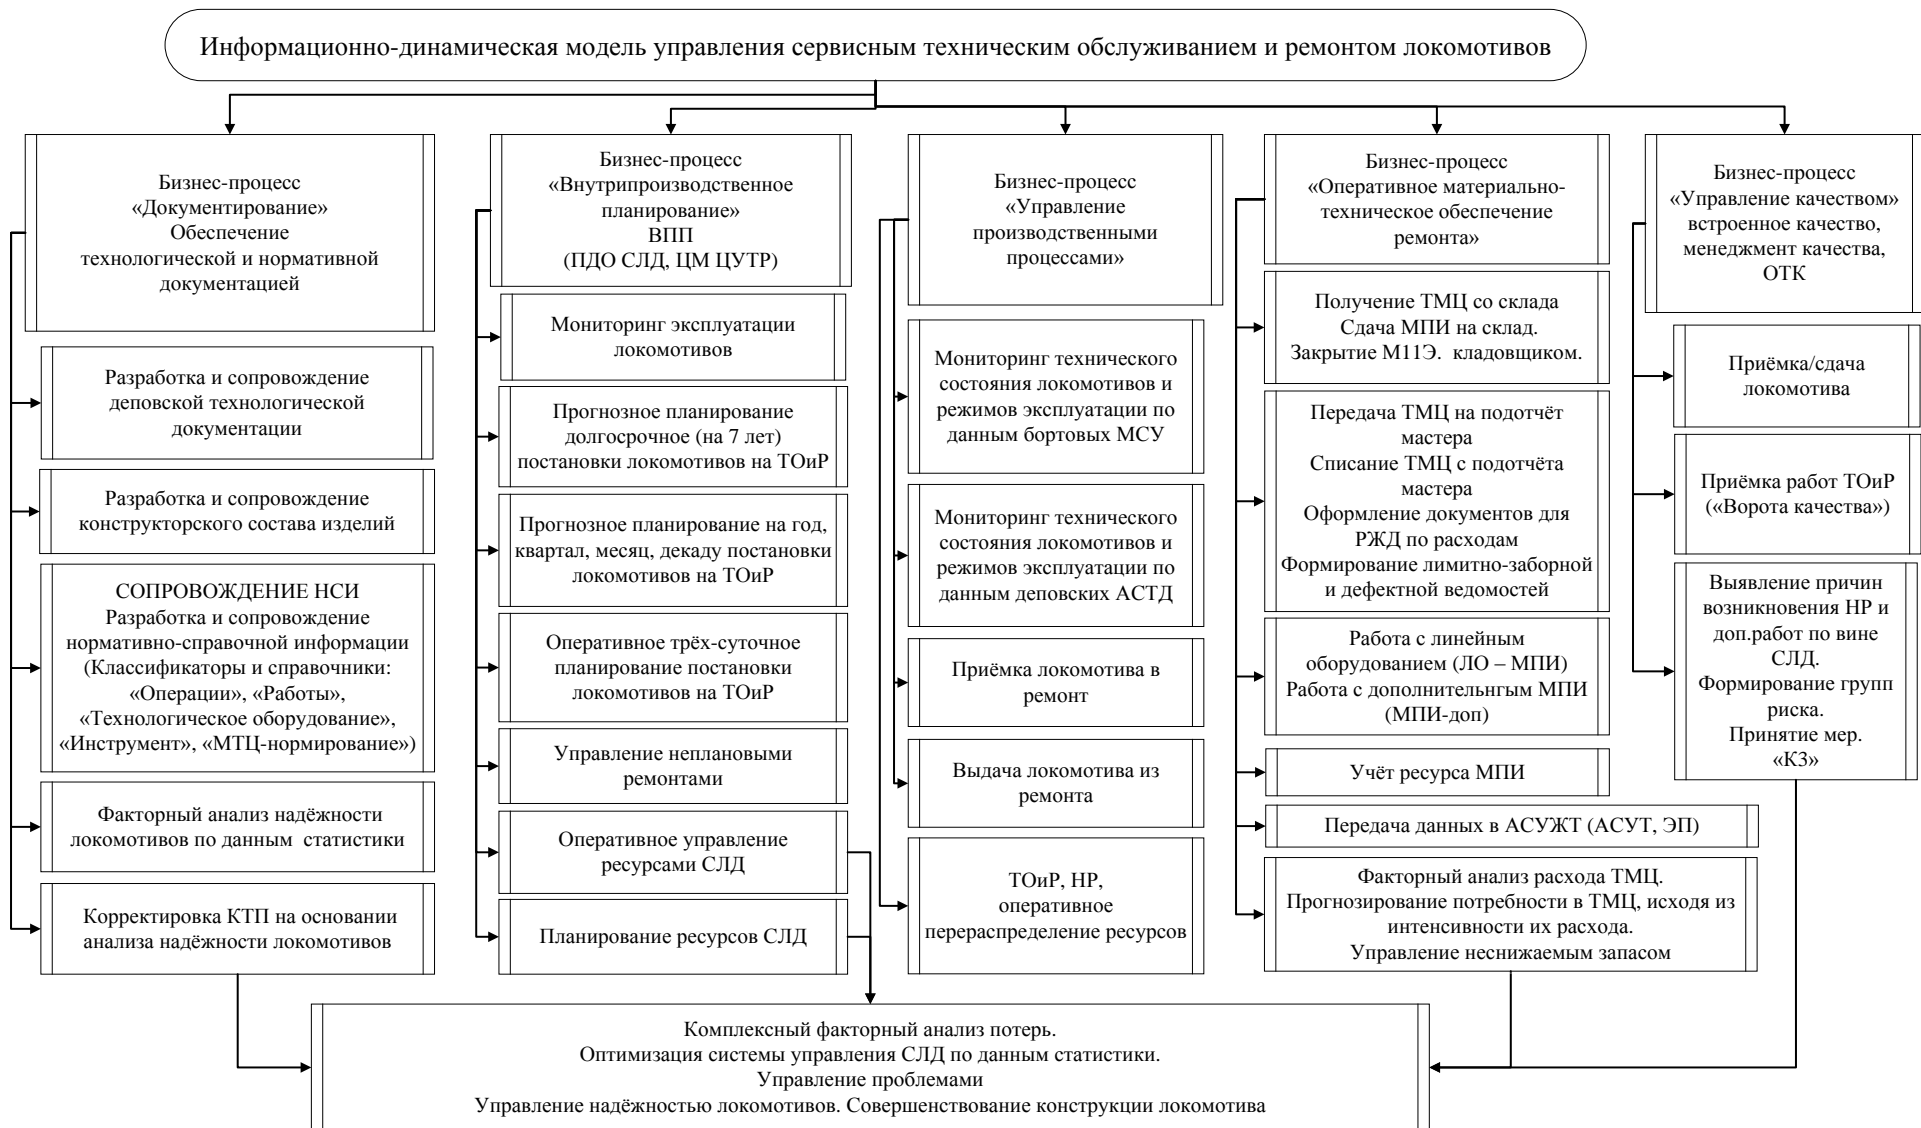 Информационно-динамическая модель управления сервисным техническим обслуживанием и ремонтом локомотивов
Бизнес-процесс
«Документирование»
Обеспечение
технологической и нормативной
документацией
Разработка и сопровождение
деповской технологической
документации
Разработка и сопровождение
конструкторского состава изделий
СОПРОВОЖДЕНИЕ НСИ
Разработка и сопровождение
нормативно-справочной информации
(Классификаторы и справочники:
«Операции», «Работы»,
«Технологическое оборудование»,
«Инструмент», «МТЦ-нормирование»)
Факторный анализ надёжности
локомотивов по данным статистики
Корректировка КТП на основании
анализа надёжности локомотивов
Бизнес-процесс
«Внутрипроизводственное
планирование»
ВПП
(ПДО СЛД, ЦМ ЦУТР)
Мониторинг эксплуатации
локомотивов
Прогнозное планирование
долгосрочное (на 7 лет)
постановки локомотивов на ТОиР
Прогнозное планирование на год,
квартал, месяц, декаду постановки
локомотивов на ТОиР
Оперативное трёх-суточное
планирование постановки
локомотивов на ТОиР
Управление неплановыми
ремонтами
Оперативное управление
ресурсами СЛД
Планирование ресурсов СЛД
Бизнес-процесс
«Управление
производственными
процессами»
Мониторинг технического
состояния локомотивов и
режимов эксплуатации по
данным бортовых МСУ
Мониторинг технического
состояния локомотивов и
режимов эксплуатации по
данным деповских АСТД
Приёмка локомотива в
ремонт
Выдача локомотива из
ремонта
ТОиР, НР,
оперативное
перераспределение ресурсов
Бизнес-процесс
«Оперативное материально-
техническое обеспечение
ремонта»
Получение ТМЦ со склада
Сдача МПИ на склад.
Закрытие М11Э. кладовщиком.
Передача ТМЦ на подотчёт
мастера
Списание ТМЦ с подотчёта
мастера
Оформление документов для
РЖД по расходам
Формирование лимитно-заборной
и дефектной ведомостей
Работа с линейным
оборудованием (ЛО – МПИ)
Работа с дополнительнгым МПИ
(МПИ-доп)
Учёт ресурса МПИ
Передача данных в АСУЖТ (АСУТ, ЭП)
Факторный анализ расхода ТМЦ.
Прогнозирование потребности в ТМЦ, исходя из
интенсивности их расхода.
Управление неснижаемым запасом
Бизнес-процесс
«Управление качеством»
встроенное качество,
менеджмент качества,
ОТК
Приёмка/сдача
локомотива
Приёмка работ ТОиР
(«Ворота качества»)
Выявление причин
возникновения НР и
доп.работ по вине
СЛД.
Формирование групп
риска.
Принятие мер.
«КЗ»
Комплексный факторный анализ потерь.
Оптимизация системы управления СЛД по данным статистики.
Управление проблемами
Управление надёжностью локомотивов. Совершенствование конструкции локомотива